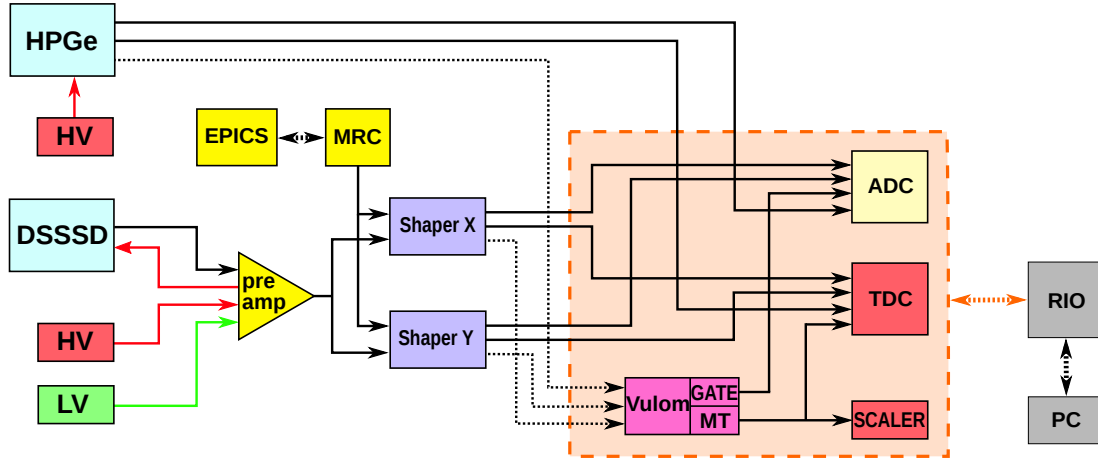 HPGe
HV
EPICS
MRC
ADC
DSSSD
Shaper X
pre
amp
TDC
RIO
HV
Shaper Y
LV
Vulom
GATE
MT
SCALER
PC